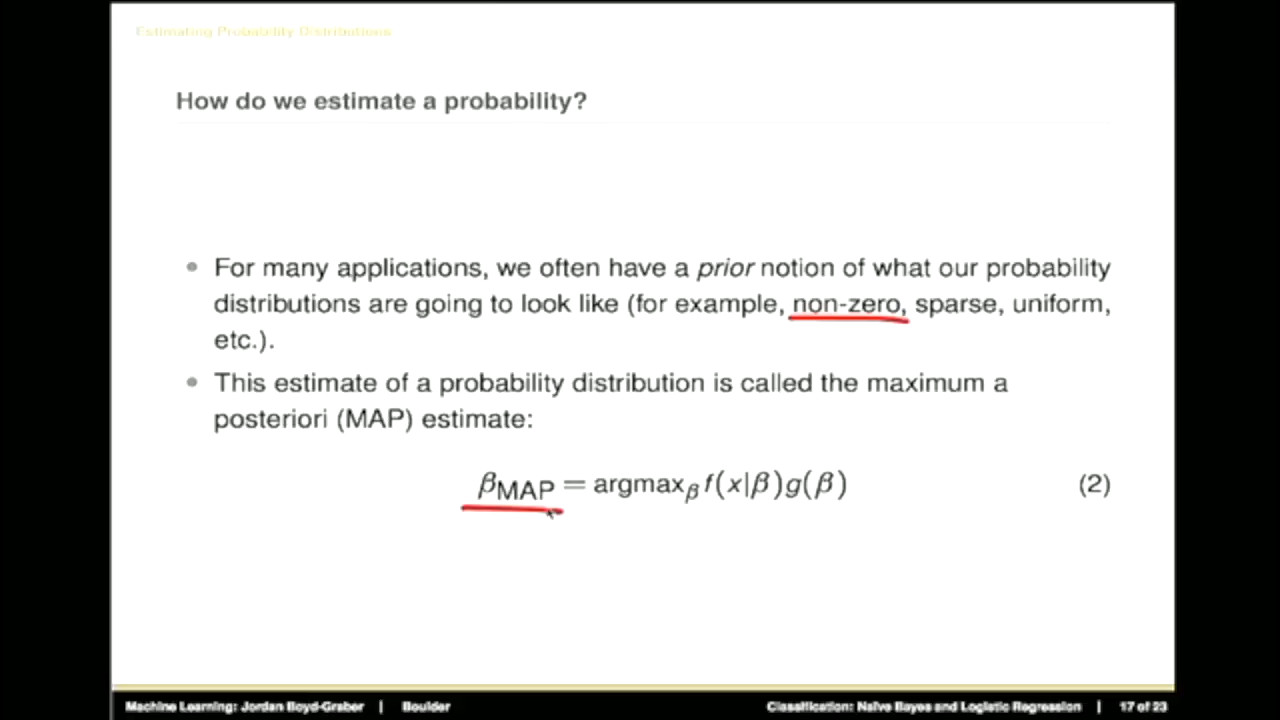 Estimating Probability Distributions
How do we estimate a probability?
• For many applications, we often have a prior notion of what our probability
distributions are going to look like (for example, non-zero, sparse, uniform,
etc.).
• This estimate of a probability distribution is called the maximum a
posteriori (MAP) estimate:
β_MAP = argmax_β f(x|β)g(β) (2)
Machine Learning: Jordan Boyd-Graber | Boulder Classification: Naïve Bayes and Logistic Regression | 17 of 23